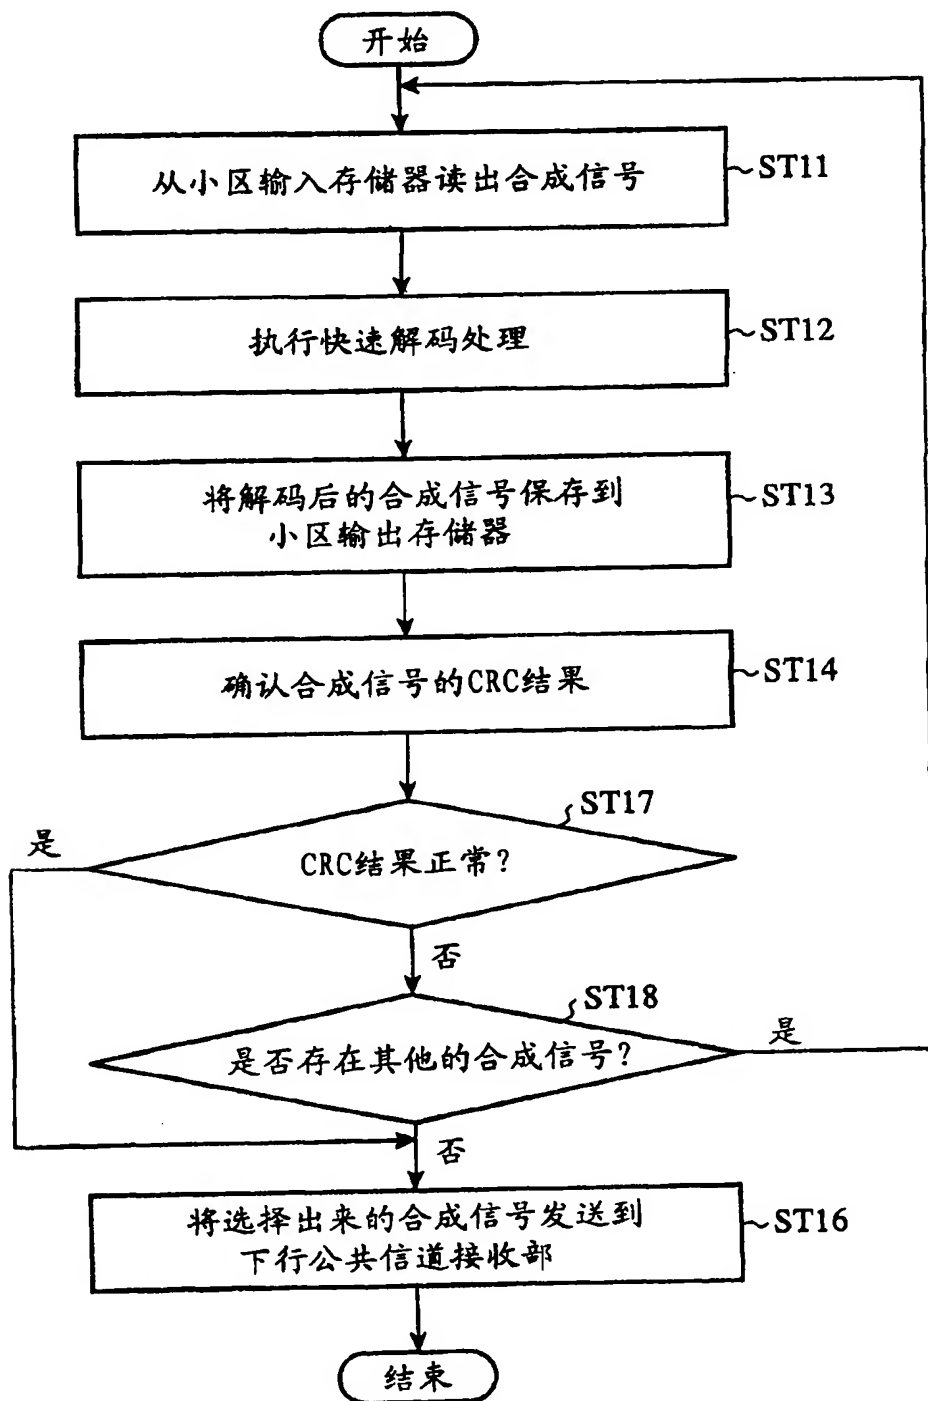 开始
从小区输入存储器读出合成信号
ST11
执行快速解码处理
ST12
将解码后的合成信号保存到
小区输出存储器
ST13
确认合成信号的CRC结果
ST14
ST17
是
CRC结果正常?
否
ST18
是否存在其他的合成信号?
是
否
将选择出来的合成信号发送到
下行公共信道接收部
ST16
结束